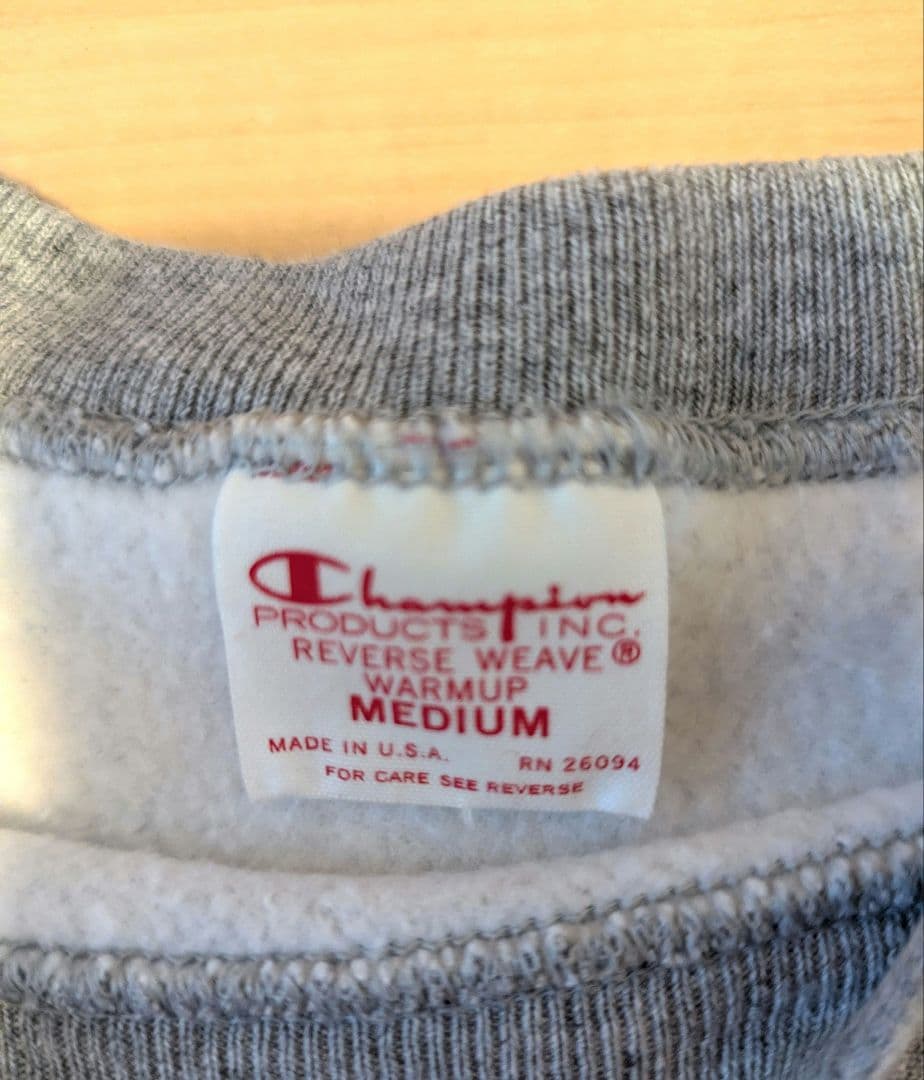 Champion
PRODUCTS INC.
REVERSE WEAVE®
WARMUP
MEDIUM
MADE IN U.S.A. RN 26094
FOR CARE SEE REVERSE